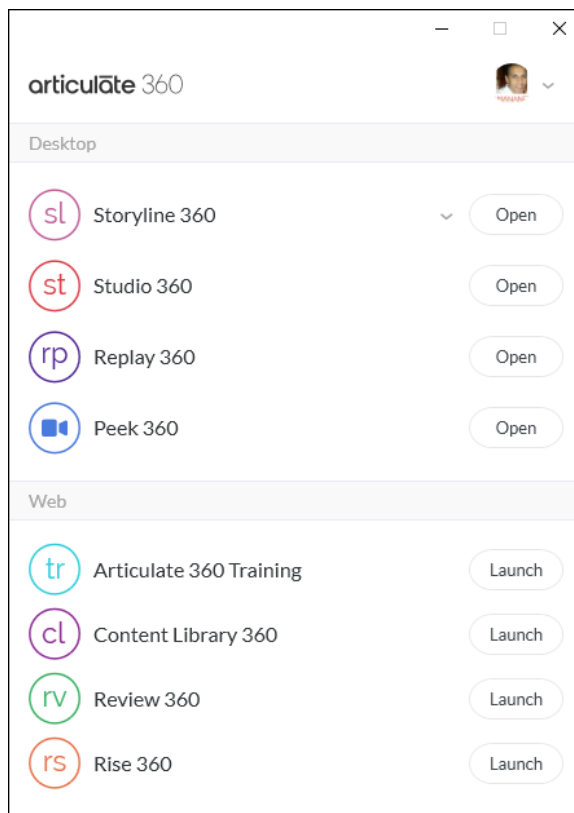 articulāte 360
Desktop
sl Storyline 360 Open
st Studio 360 Open
rp Replay 360 Open
Peek 360 Open
Web
tr Articulate 360 Training Launch
cl Content Library 360 Launch
rv Review 360 Launch
rs Rise 360 Launch